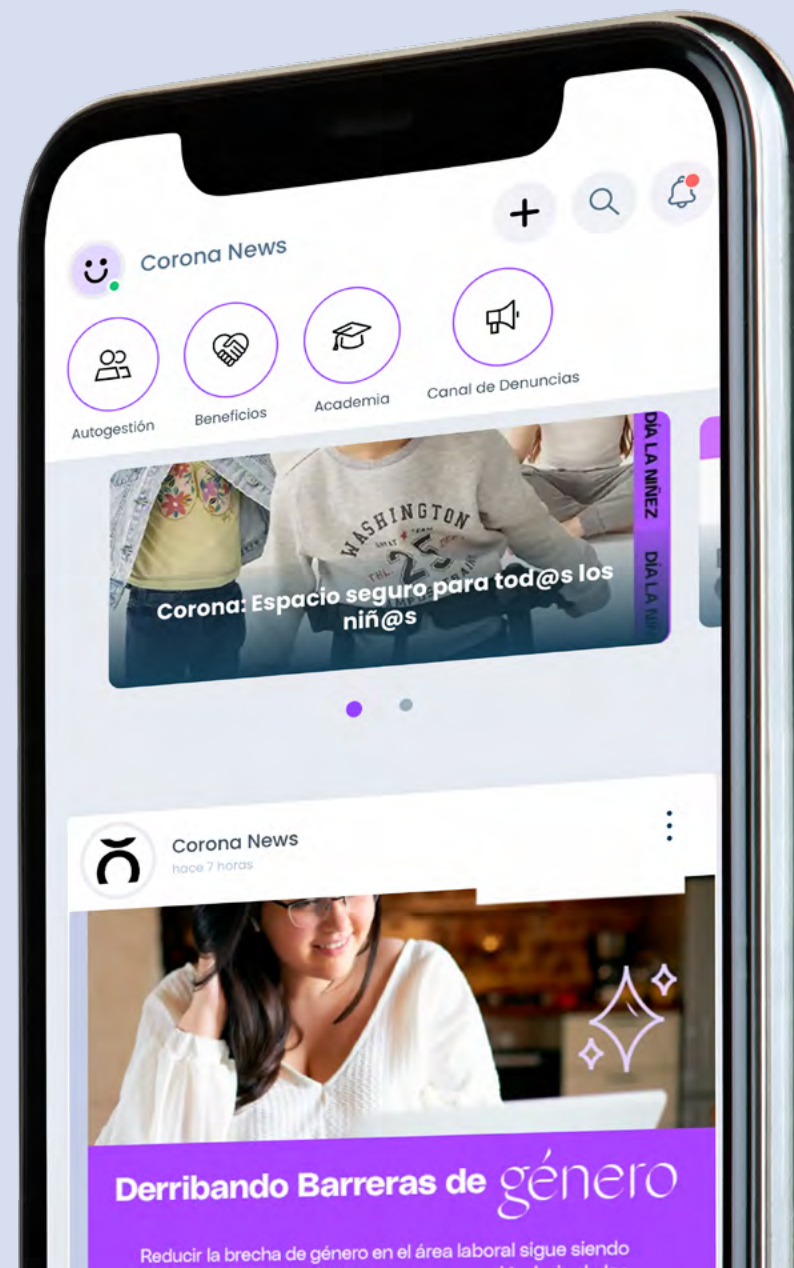 Corona News
Autogestión
Beneficios
Academia
Canal de Denuncias
WASHINGTON
25
DÍA LA NIÑEZ
DÍA LA
Corona: Espacio seguro para tod@s los
niñ@s
Corona News
hace 7 horas
Derribando Barreras de género
Reducir la brecha de género en el área laboral sigue siendo